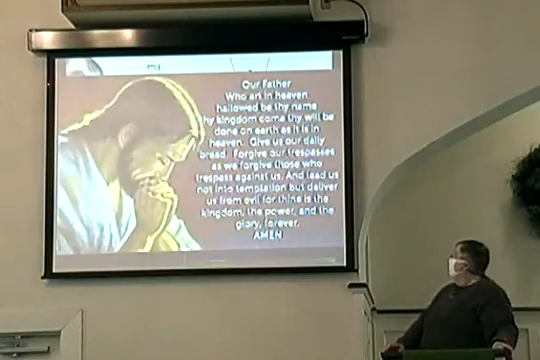 Our Father
Who art in heaven
hallowed be thy name
thy kingdom come thy will be
done on earth as it is in
heaven. Give us our daily
bread. Forgive our trespasses
as we forgive those who
trespass against us. And lead us
not into temptation but deliver
us from evil for thine is the
kingdom, the power, and the
glory, forever.
AMEN